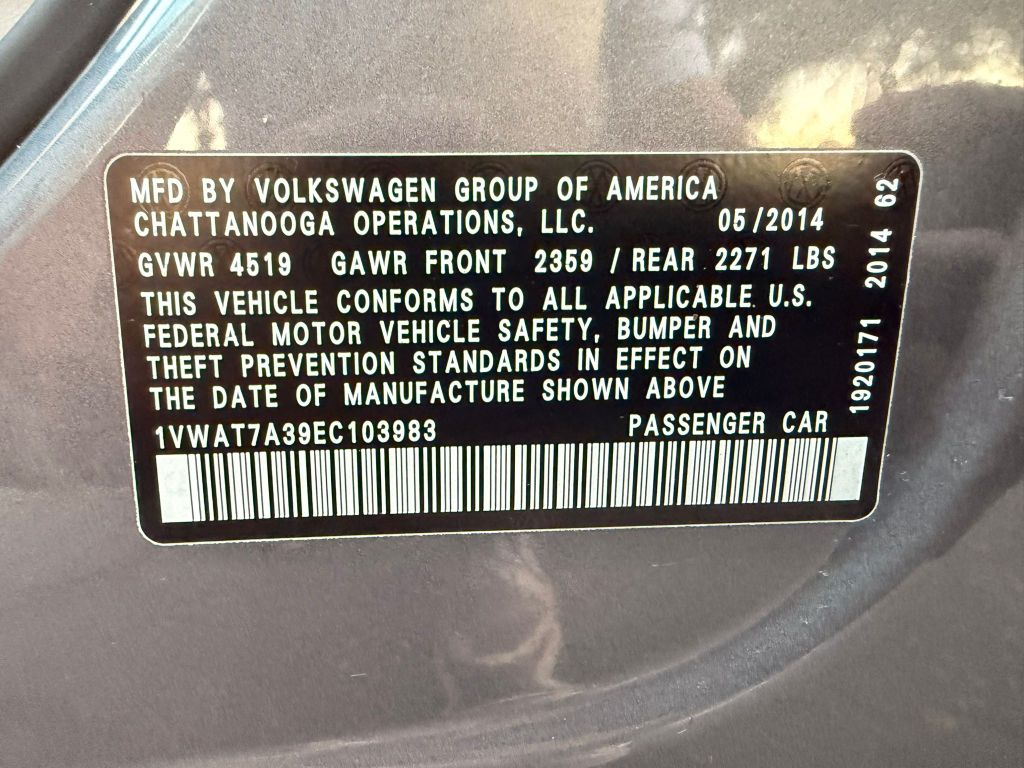 MFD BY VOLKSWAGEN GROUP OF AMERICA
CHATTANOOGA OPERATIONS, LLC. 05/2014
GVWR 4519 GAWR FRONT 2359 / REAR 2271 LBS
THIS VEHICLE CONFORMS TO ALL APPLICABLE U.S.
FEDERAL MOTOR VEHICLE SAFETY, BUMPER AND
THEFT PREVENTION STANDARDS IN EFFECT ON
THE DATE OF MANUFACTURE SHOWN ABOVE
1VWAT7A39EC103983 PASSENGER CAR
1920171 2014 62